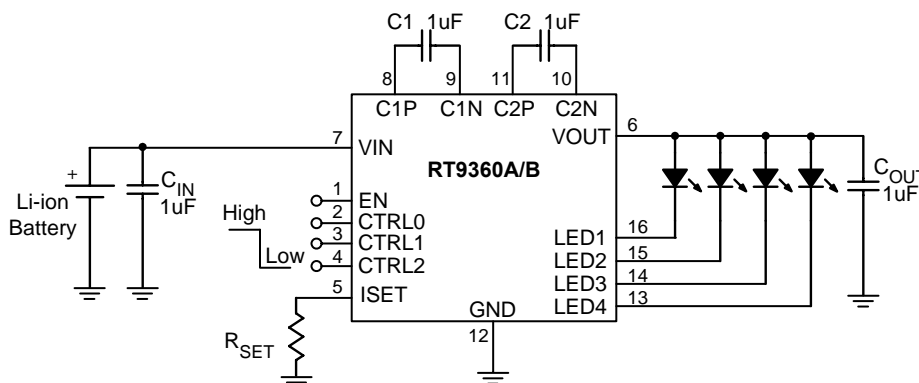 C1 1uF C2 1uF
8 9 11 10
C1P C1N C2P C2N
7 VIN VOUT 6
RT9360A/B
+
Li-ion
Battery
CIN
1uF
High
Low
1 EN
2 CTRL0
3 CTRL1
4 CTRL2
5 ISET
RSET
GND
12
LED1 16
LED2 15
LED3 14
LED4 13
COUT
1uF